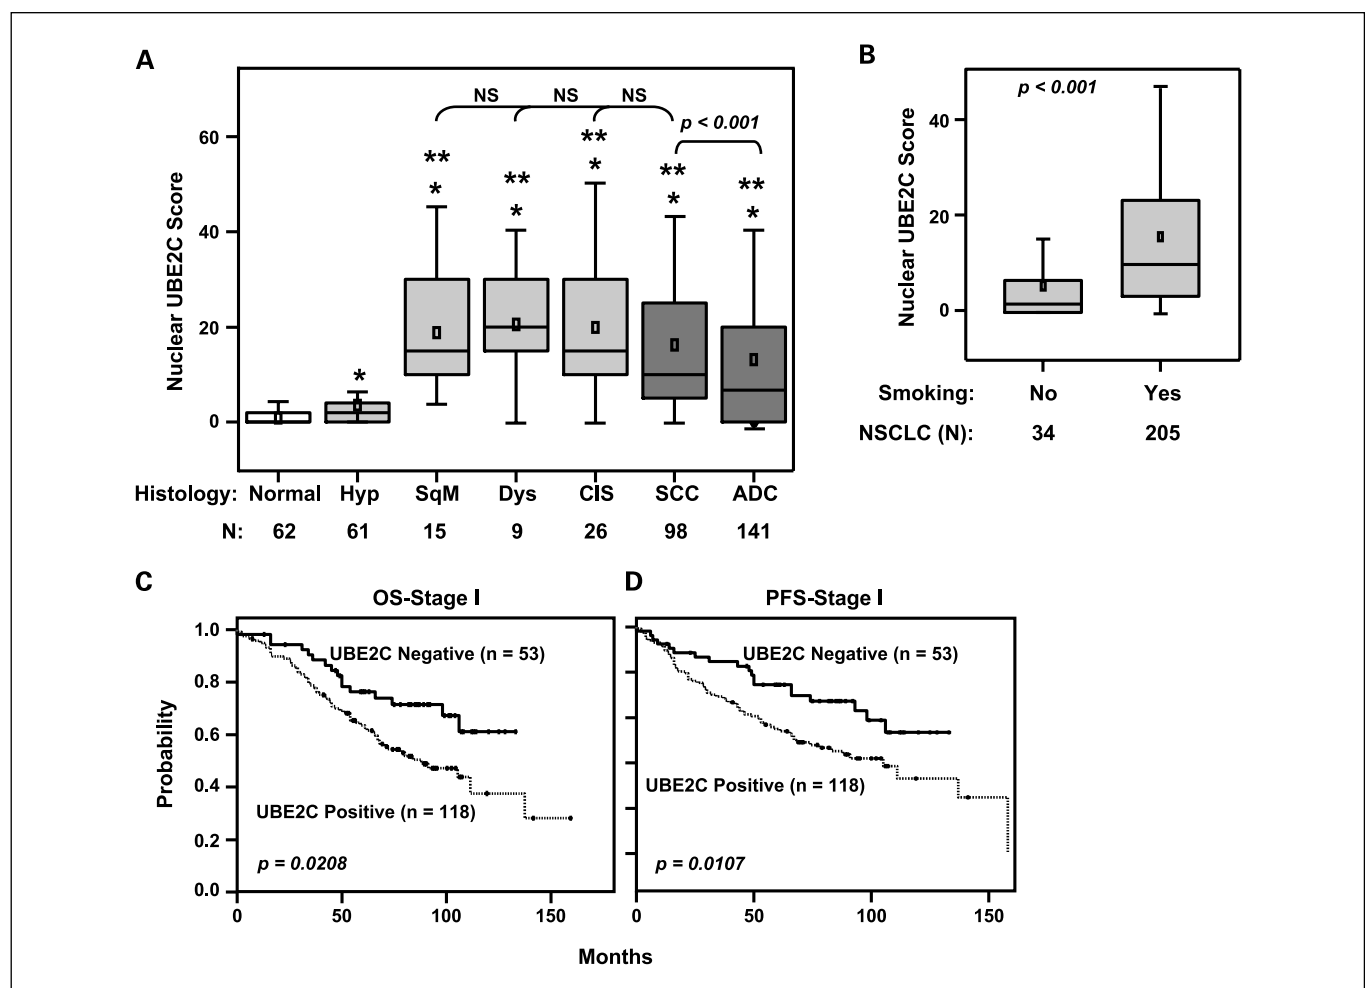 A
NS NS NS
p < 0.001
** ** ** ** **
* * * * * *
60
40
20
0
Nuclear UBE2C Score
Histology: Normal Hyp SqM Dys CIS SCC ADC
N: 62 61 15 9 26 98 141
B
p < 0.001
40
20
0
Nuclear UBE2C Score
Smoking: No Yes
NSCLC (N): 34 205
C
OS-Stage I
1.0
0.8
0.6
0.4
0.2
0.0
Probability
UBE2C Negative (n = 53)
UBE2C Positive (n = 118)
p = 0.0208
0 50 100 150
D
PFS-Stage I
UBE2C Negative (n = 53)
UBE2C Positive (n = 118)
p = 0.0107
0 50 100 150
Months